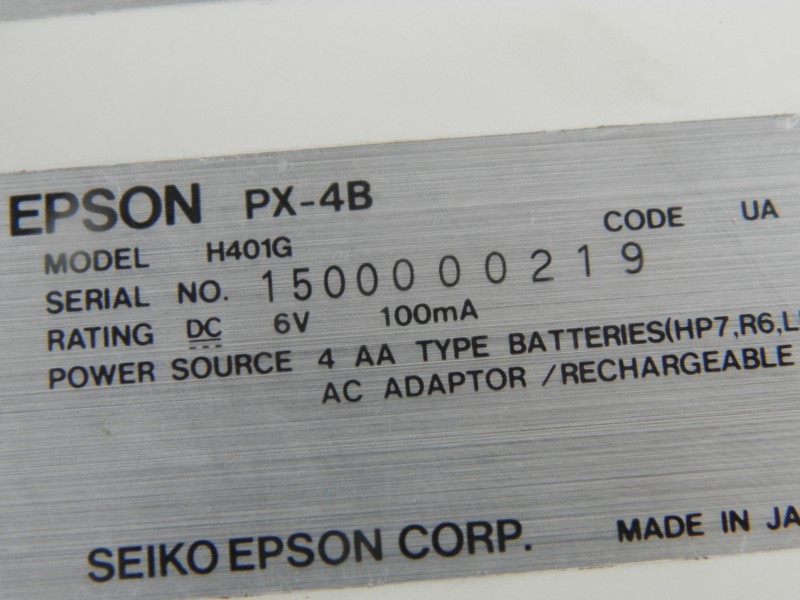 EPSON PX-4B
MODEL H401G CODE UA
SERIAL NO. 1500000219
RATING DC 6V 100mA
POWER SOURCE 4 AA TYPE BATTERIES(HP7,R6,L
AC ADAPTOR /RECHARGEABLE
SEIKO EPSON CORP. MADE IN JA